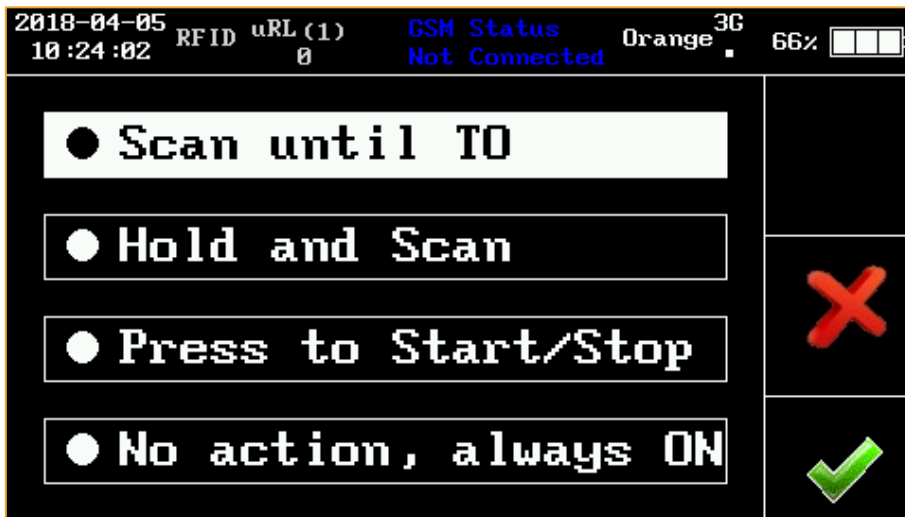 2018-04-05 RFID uRL(1) GSM Status Orange 3G 66%
10:24:02 0 Not Connected
Scan until TO
Hold and Scan
Press to Start/Stop
No action, always ON